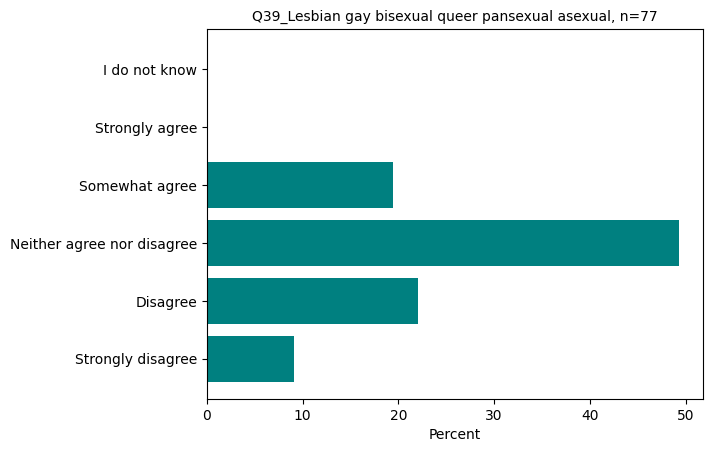 Q39_Lesbian gay bisexual queer pansexual asexual, n=77
I do not know
Strongly agree
Somewhat agree
Neither agree nor disagree
Disagree
Strongly disagree
0 10 20 30 40 50
Percent